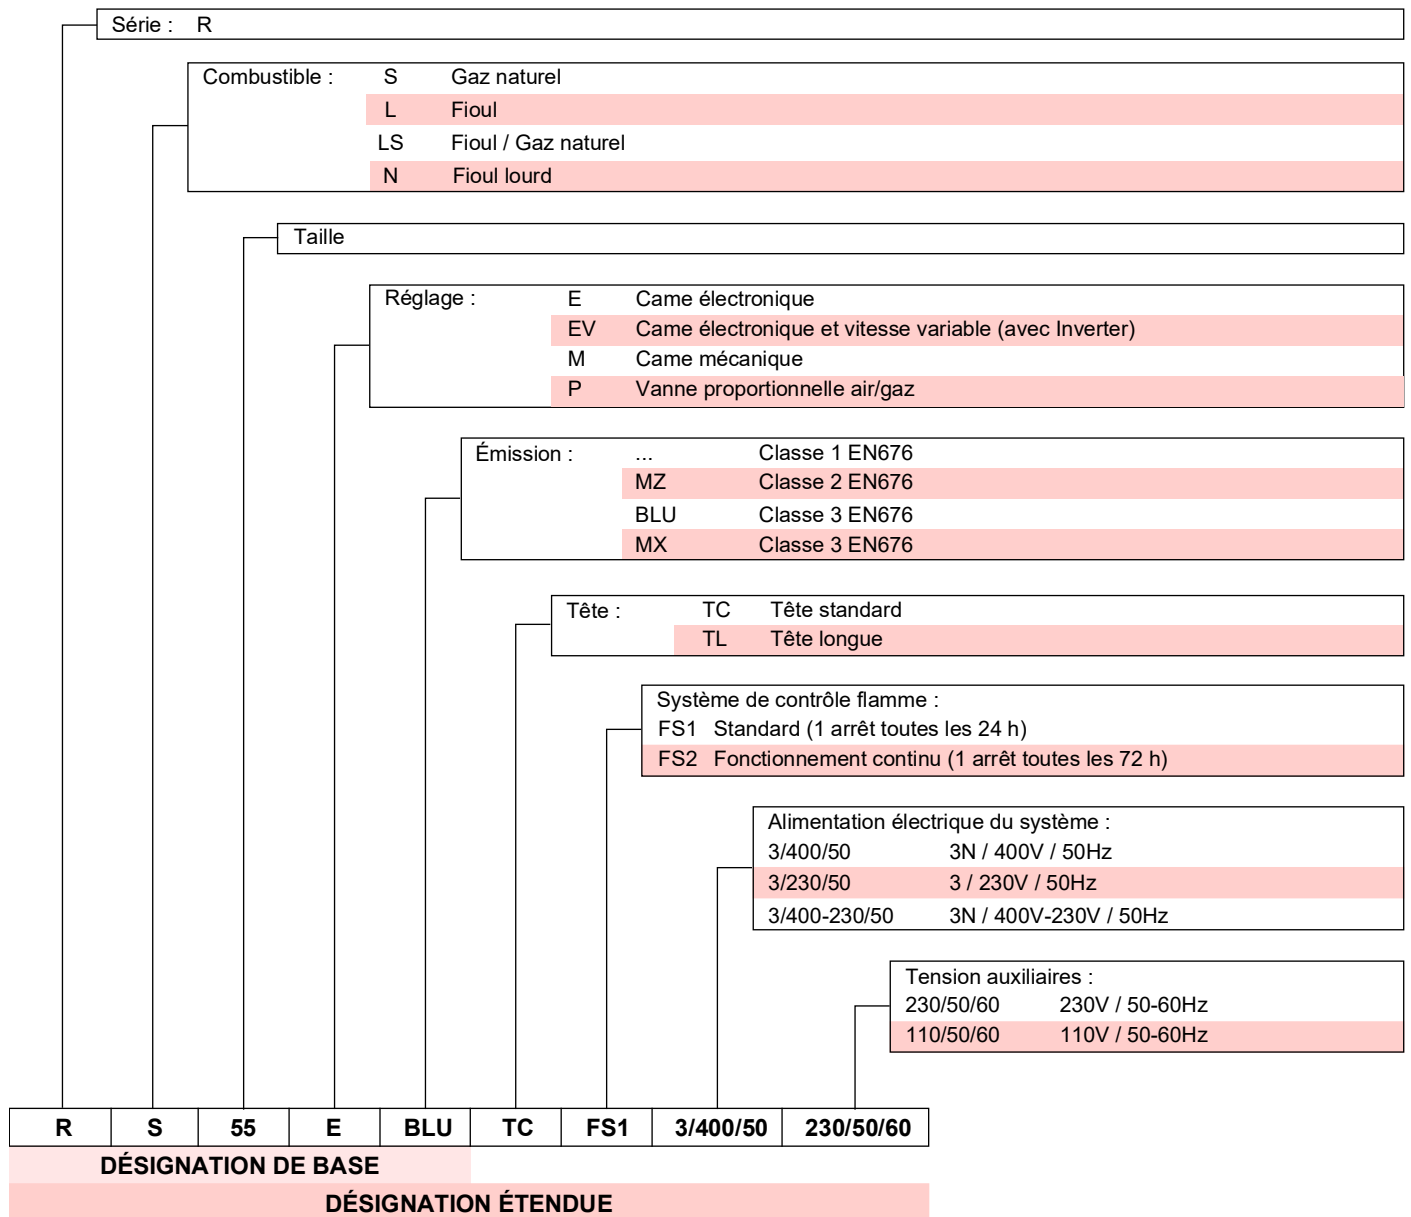 Série : R
Combustible : S Gaz naturel
L Fioul
LS Fioul / Gaz naturel
N Fioul lourd
Taille
Réglage : E Came électronique
EV Came électronique et vitesse variable (avec Inverter)
M Came mécanique
P Vanne proportionnelle air/gaz
Émission : ... Classe 1 EN676
MZ Classe 2 EN676
BLU Classe 3 EN676
MX Classe 3 EN676
Tête : TC Tête standard
TL Tête longue
Système de contrôle flamme :
FS1 Standard (1 arrêt toutes les 24 h)
FS2 Fonctionnement continu (1 arrêt toutes les 72 h)
Alimentation électrique du système :
3/400/50 3N / 400V / 50Hz
3/230/50 3 / 230V / 50Hz
3/400-230/50 3N / 400V-230V / 50Hz
Tension auxiliaires :
230/50/60 230V / 50-60Hz
110/50/60 110V / 50-60Hz
R S 55 E BLU TC FS1 3/400/50 230/50/60
DÉSIGNATION DE BASE
DÉSIGNATION ÉTENDUE